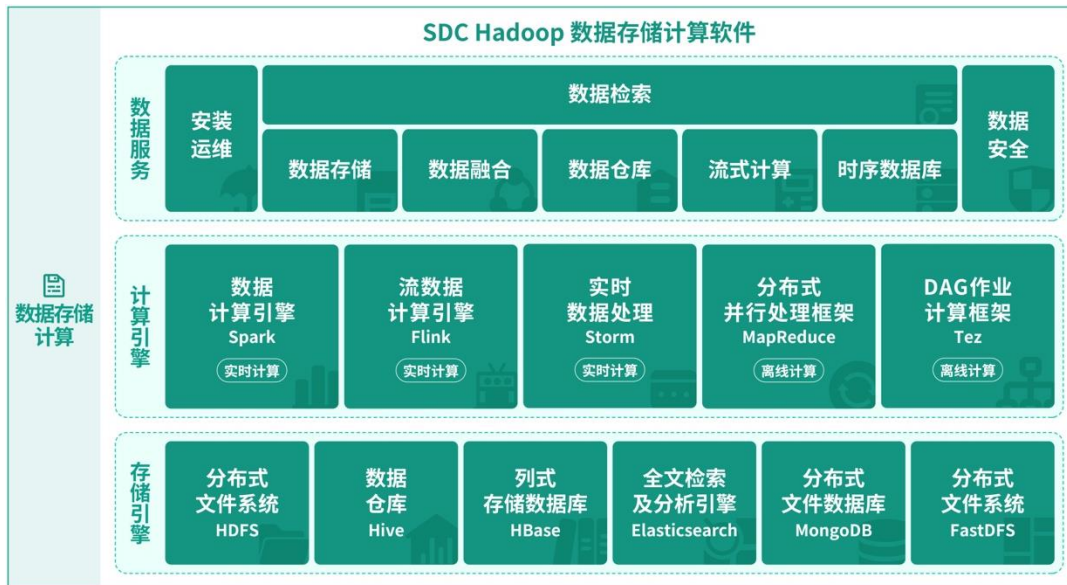 SDC Hadoop 数据存储计算软件
数据存储
计算
数据服务
安装
运维
数据检索
数据存储
数据融合
数据仓库
流式计算
时序数据库
数据
安全
计算引擎
数据
计算引擎
Spark
实时计算
流数据
计算引擎
Flink
实时计算
实时
数据处理
Storm
实时计算
分布式
并行处理框架
MapReduce
离线计算
DAG作业
计算框架
Tez
离线计算
存储引擎
分布式
文件系统
HDFS
数据
仓库
Hive
列式
存储数据库
HBase
全文检索
及分析引擎
Elasticsearch
分布式
文件数据库
MongoDB
分布式
文件系统
FastDFS